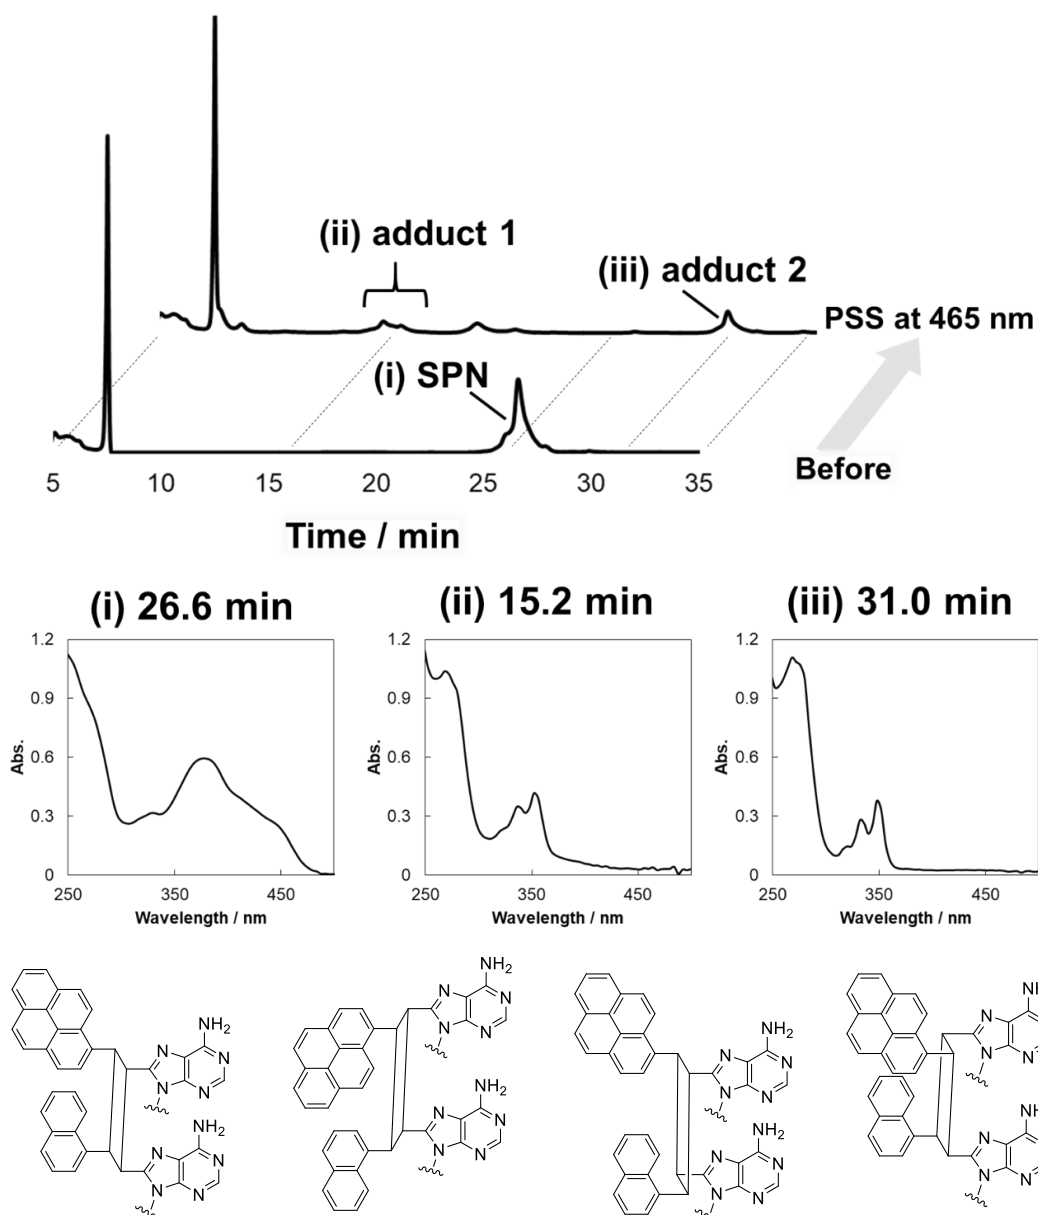 (ii) adduct 1
(iii) adduct 2
PSS at 465 nm
(i) SPN
Before
5 10 15 20 25 30 35
Time / min
(i) 26.6 min (ii) 15.2 min (iii) 31.0 min
1.2 1.2 1.2
0.9 0.9 0.9
0.6 0.6 0.6
0.3 0.3 0.3
0 0 0
Abs. Abs. Abs.
250 350 450 250 350 450 250 350 450
Wavelength / nm Wavelength / nm Wavelength / nm
NH2 N N N N
NH2 N N N N
NH2 N N N N
NH2 N N N N
NH2 N N N N
NH2 N N N N
N N N
N N N